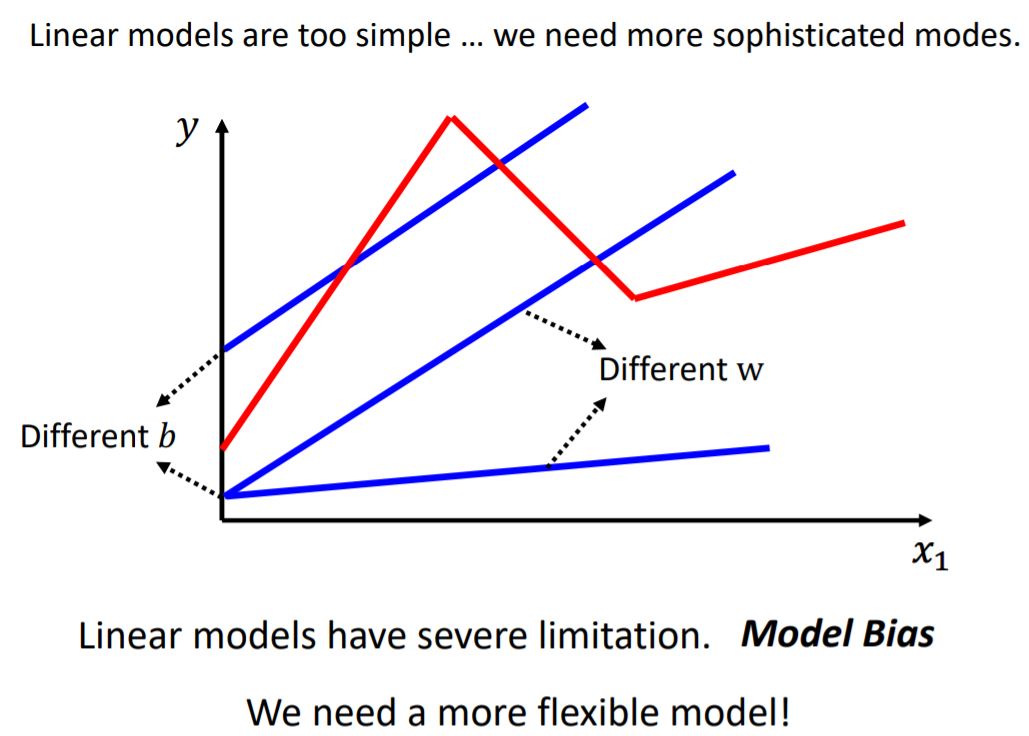 Linear models are too simple … we need more sophisticated modes.
y
Different w
Different b
x₁
Linear models have severe limitation. Model Bias
We need a more flexible model!